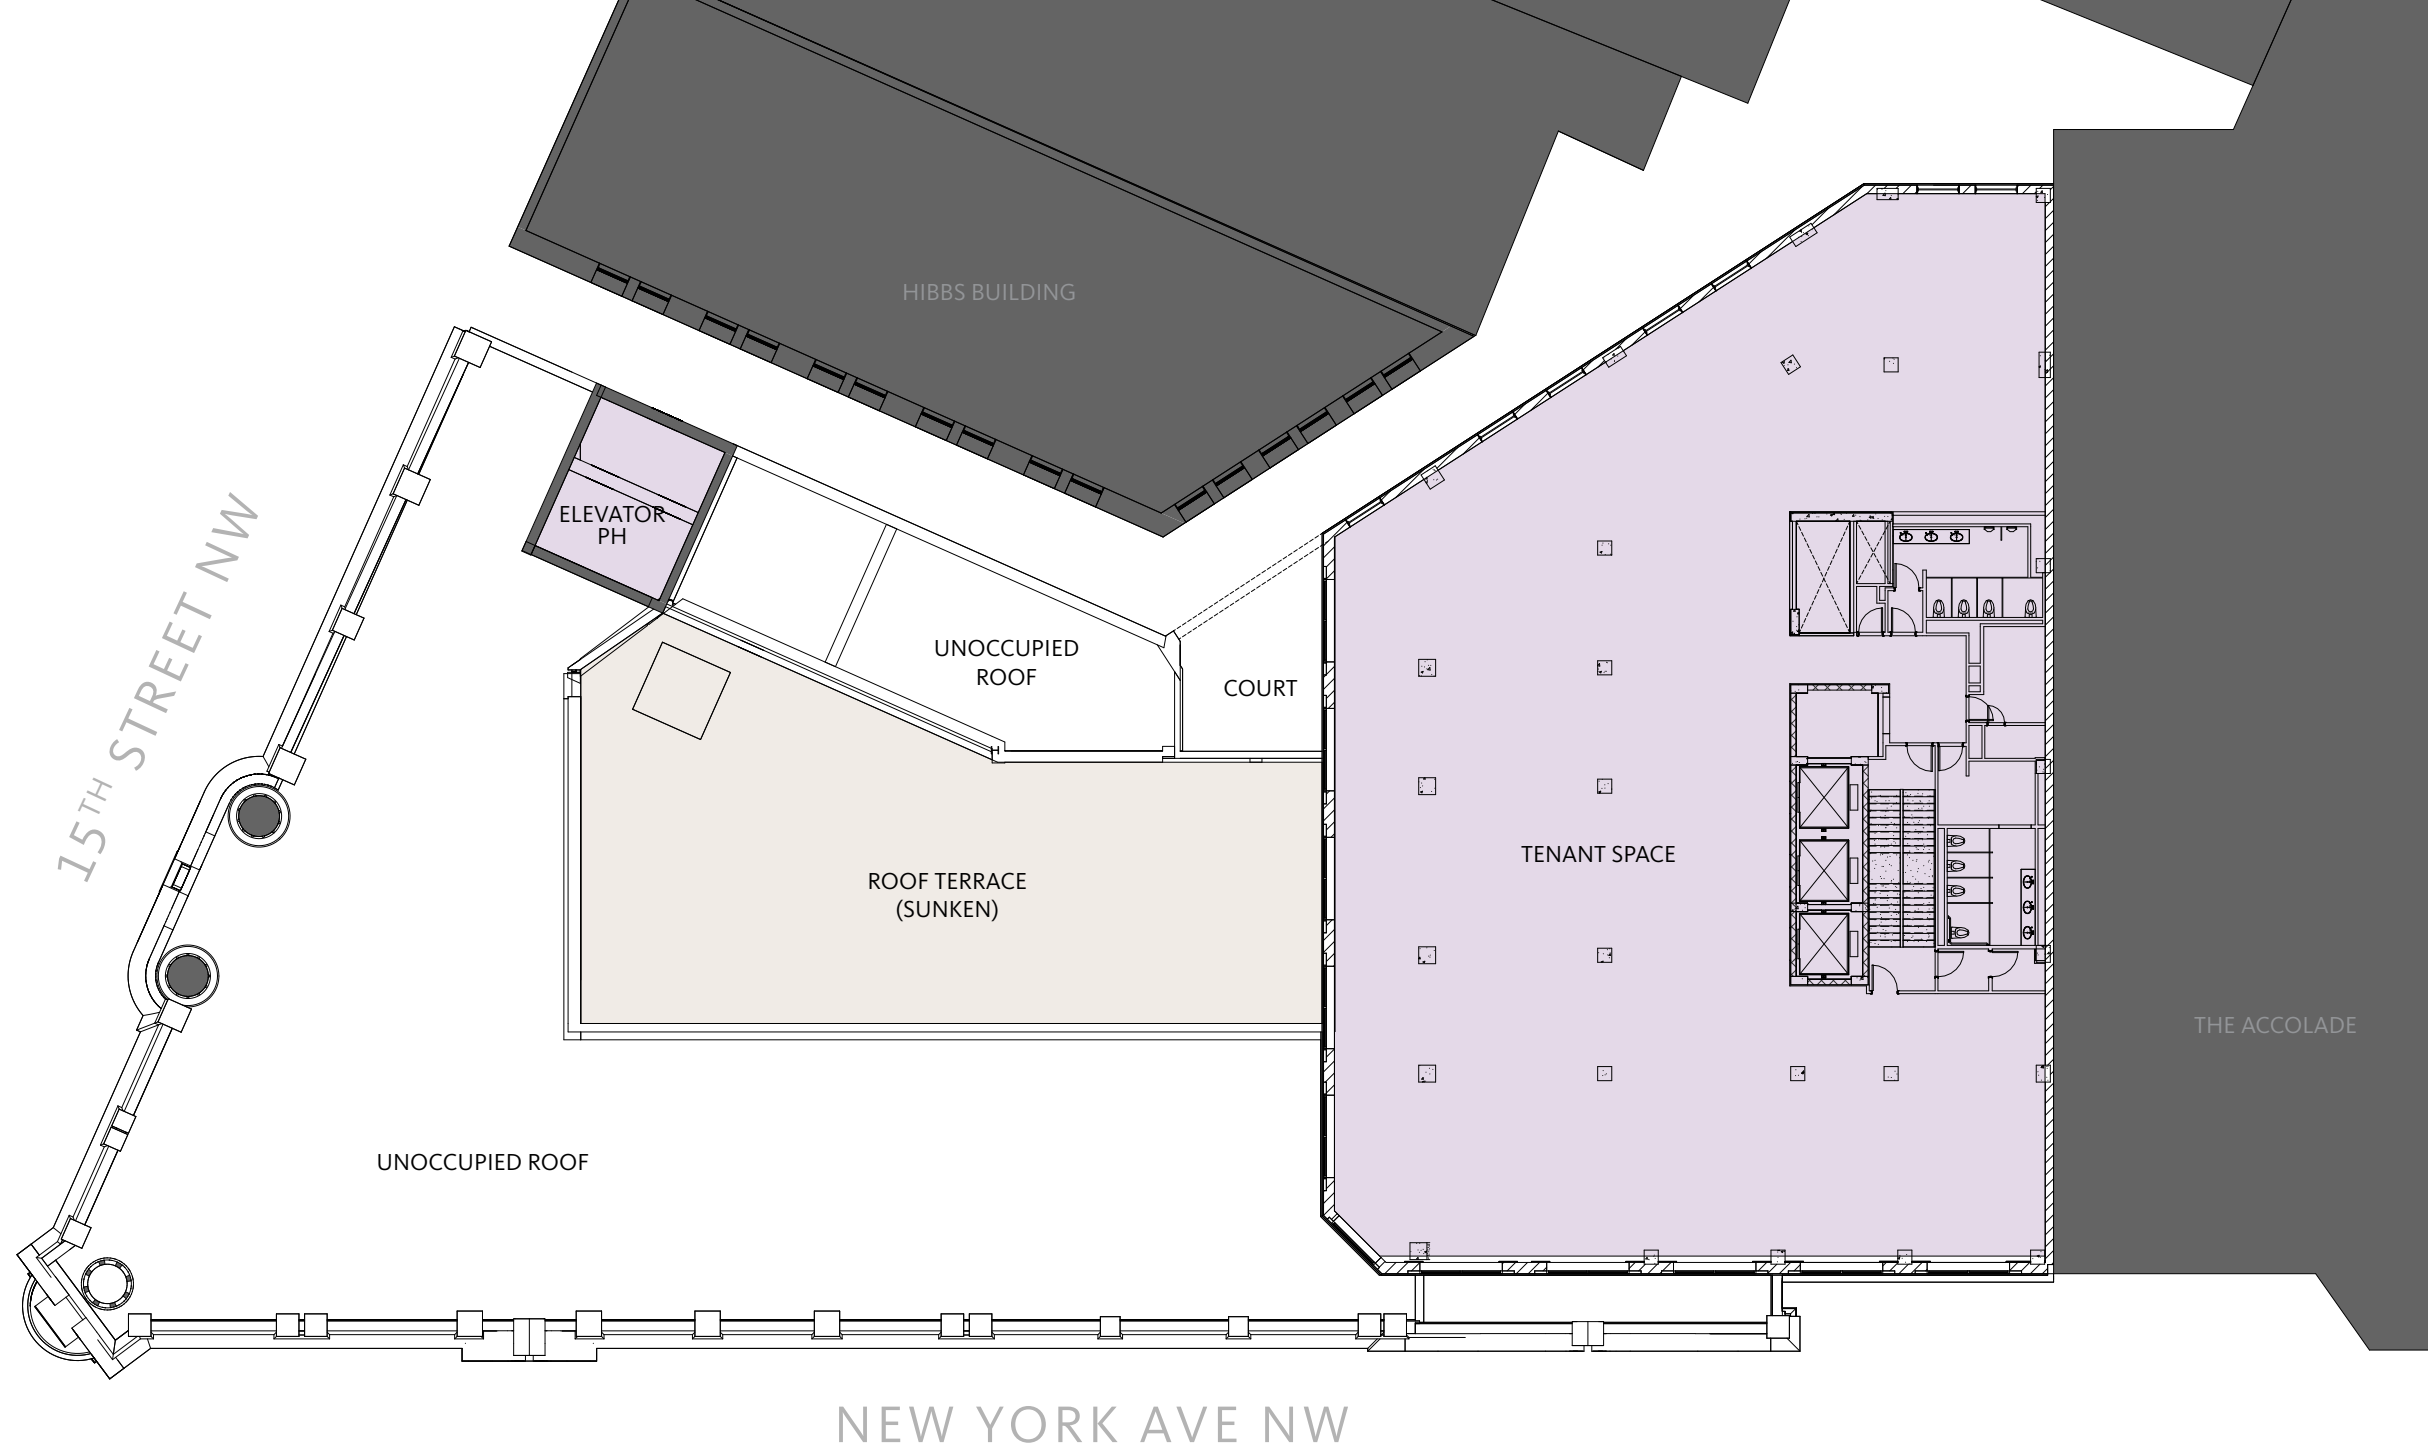 HIBBS BUILDING
ELEVATOR
PH
15TH STREET NW
UNOCCUPIED
ROOF
COURT
TENANT SPACE
ROOF TERRACE
(SUNKEN)
THE ACCOLADE
UNOCCUPIED ROOF
NEW YORK AVE NW